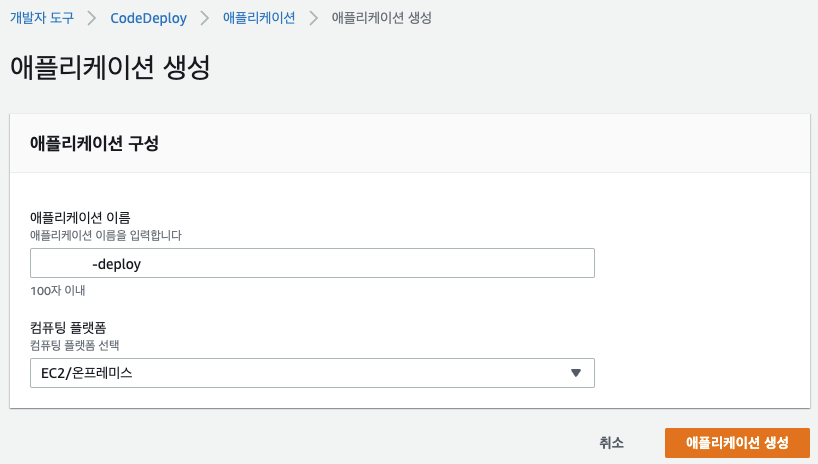 개발자 도구 > CodeDeploy > 애플리케이션 > 애플리케이션 생성
애플리케이션 생성
애플리케이션 구성
애플리케이션 이름
애플리케이션 이름을 입력합니다
-deploy
100자 이내
컴퓨팅 플랫폼
컴퓨팅 플랫폼 선택
EC2/온프레미스
취소 애플리케이션 생성